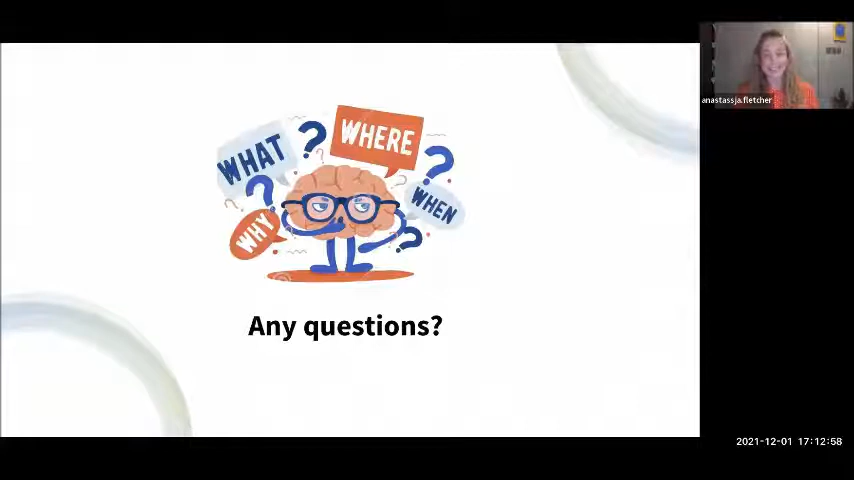 WHAT
WHERE
WHEN
WHY
Any questions?
anastassja.fletcher
2021-12-01 17:12:58